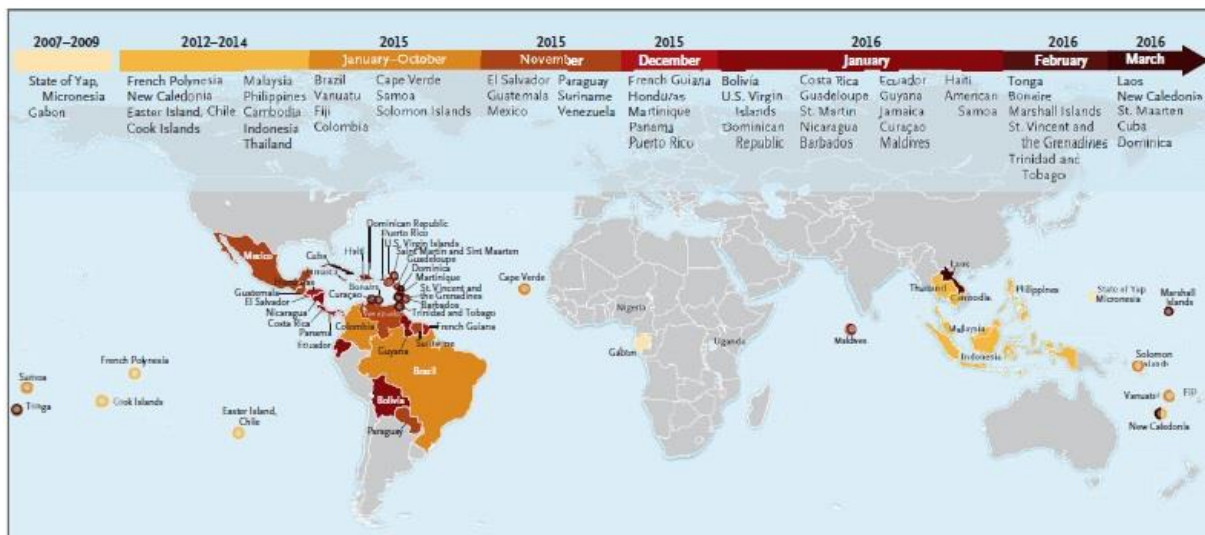 2007–2009
2012–2014
2015
2015
2015
2016
2016
2016
January–October
November
December
January
February
March
State of Yap,
Micronesia
Gabon
French Polynesia
New Caledonia
Easter Island, Chile
Cook Islands
Malaysia
Philippines
Cambodia
Indonesia
Thailand
Brazil
Vanuatu
Fiji
Colombia
Cape Verde
Samoa
Solomon Islands
El Salvador
Guatemala
Mexico
Paraguay
Suriname
Venezuela
French Guiana
Honduras
Martinique
Panama
Puerto Rico
Bolivia
U.S. Virgin
Islands
Dominican
Republic
Costa Rica
Guadeloupe
St. Martin
Nicaragua
Barbados
Ecuador
Guyana
Jamaica
Curaçao
Maldives
Haiti
American
Samoa
Tonga
Bonaire
Marshall Islands
St. Vincent and
the Grenadines
Trinidad and
Tobago
Laos
New Caledonia
St. Maarten
Cuba
Dominica
Dominican Republic
Puerto Rico
U.S. Virgin Islands
Saint Martin and Sint Maarten
Guadeloupe
Dominica
Martinique
St. Vincent and
the Grenadines
Barbados
Trinidad and Tobago
Haiti
Cuba
Jamaica
Bonaire
Curaçao
Mexico
Guatemala
El Salvador
Nicaragua
Costa Rica
Panama
Colombia
Venezuela
Ecuador
Guyana
Suriname
French Guiana
Brazil
Bolivia
Paraguay
French Polynesia
Samoa
Tonga
Cook Islands
Easter Island,
Chile
Cape Verde
Nigeria
Gabon
Uganda
Maldives
Laos
Thailand
Cambodia
Philippines
Malaysia
Indonesia
State of Yap
Micronesia
Marshall
Islands
Solomon
Islands
Vanuatu
Fiji
New Caledonia